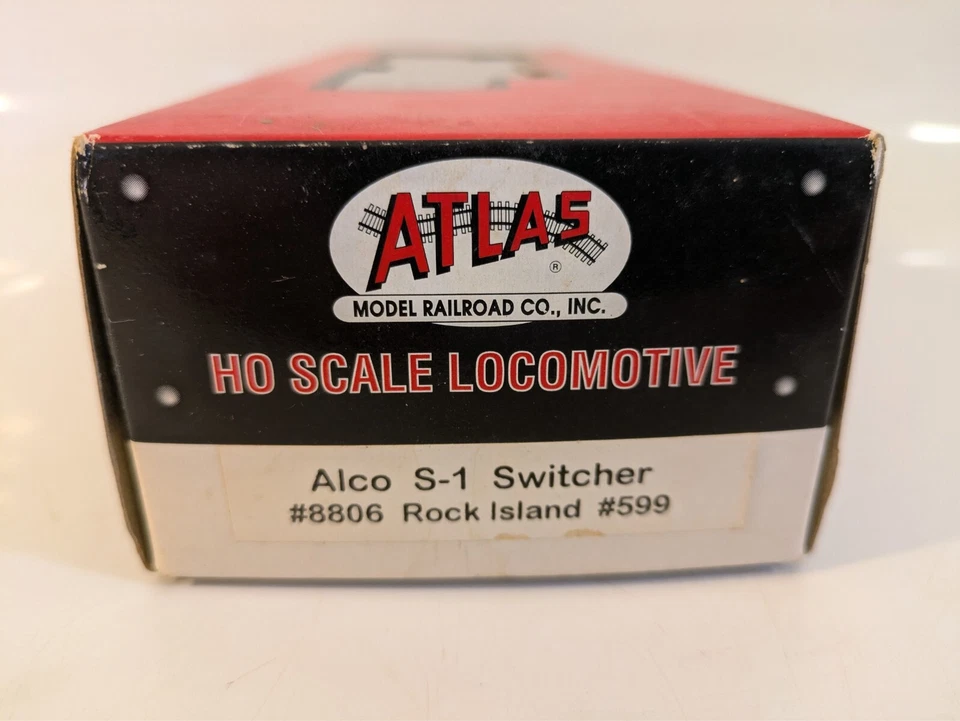 ATLAS
®
MODEL RAILROAD CO., INC.
HO SCALE LOCOMOTIVE
Alco S-1 Switcher
#8806 Rock Island #599